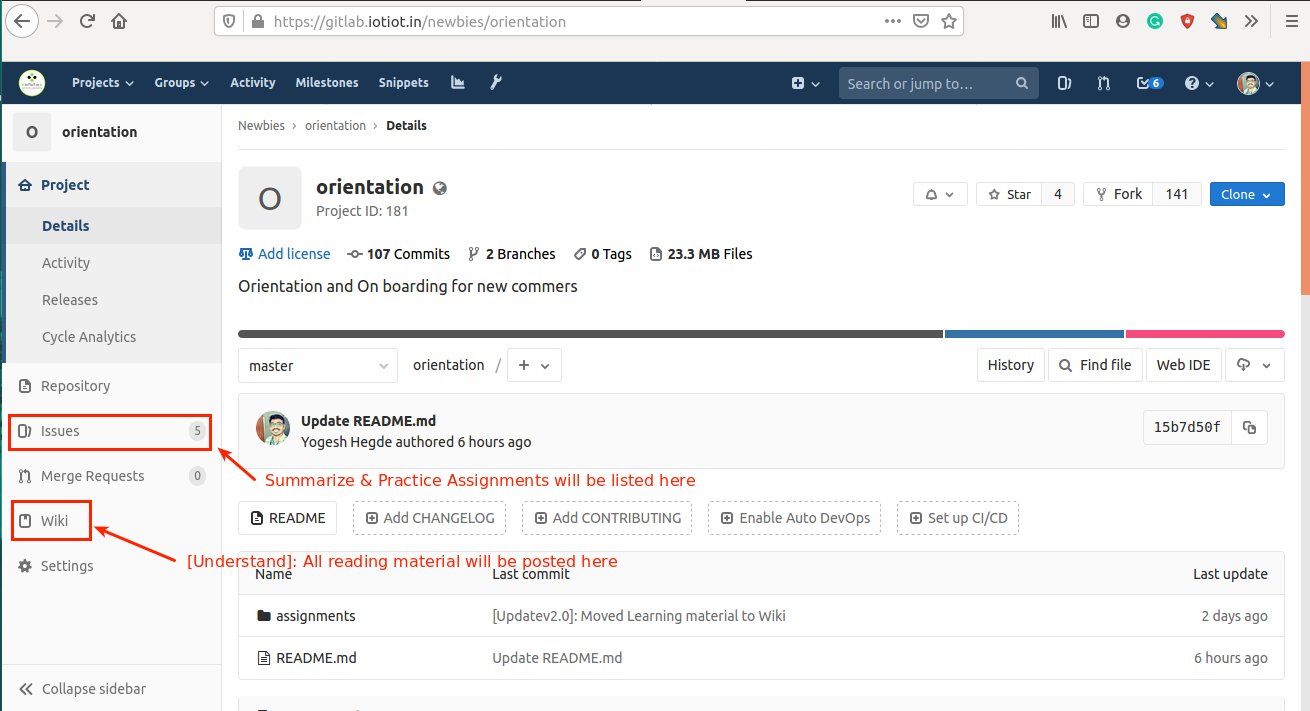 https://gitlab.iotiot.in/newbies/orientation
Projects Groups Activity Milestones Snippets Search or jump to… 6
O orientation
Newbies › orientation › Details
Project
Details
Activity
Releases
Cycle Analytics
Repository
Issues 5
Merge Requests 0
Wiki
Settings
Collapse sidebar
O
orientation
Project ID: 181
Star 4 Fork 141 Clone
Add license 107 Commits 2 Branches 0 Tags 23.3 MB Files
Orientation and On boarding for new commers
master orientation / + History Find file Web IDE
Update README.md
Yogesh Hegde authored 6 hours ago
15b7d50f
Summarize & Practice Assignments will be listed here
README Add CHANGELOG Add CONTRIBUTING Enable Auto DevOps Set up CI/CD
[Understand]: All reading material will be posted here
Name Last commit Last update
assignments [Updatev2.0]: Moved Learning material to Wiki 2 days ago
README.md Update README.md 6 hours ago